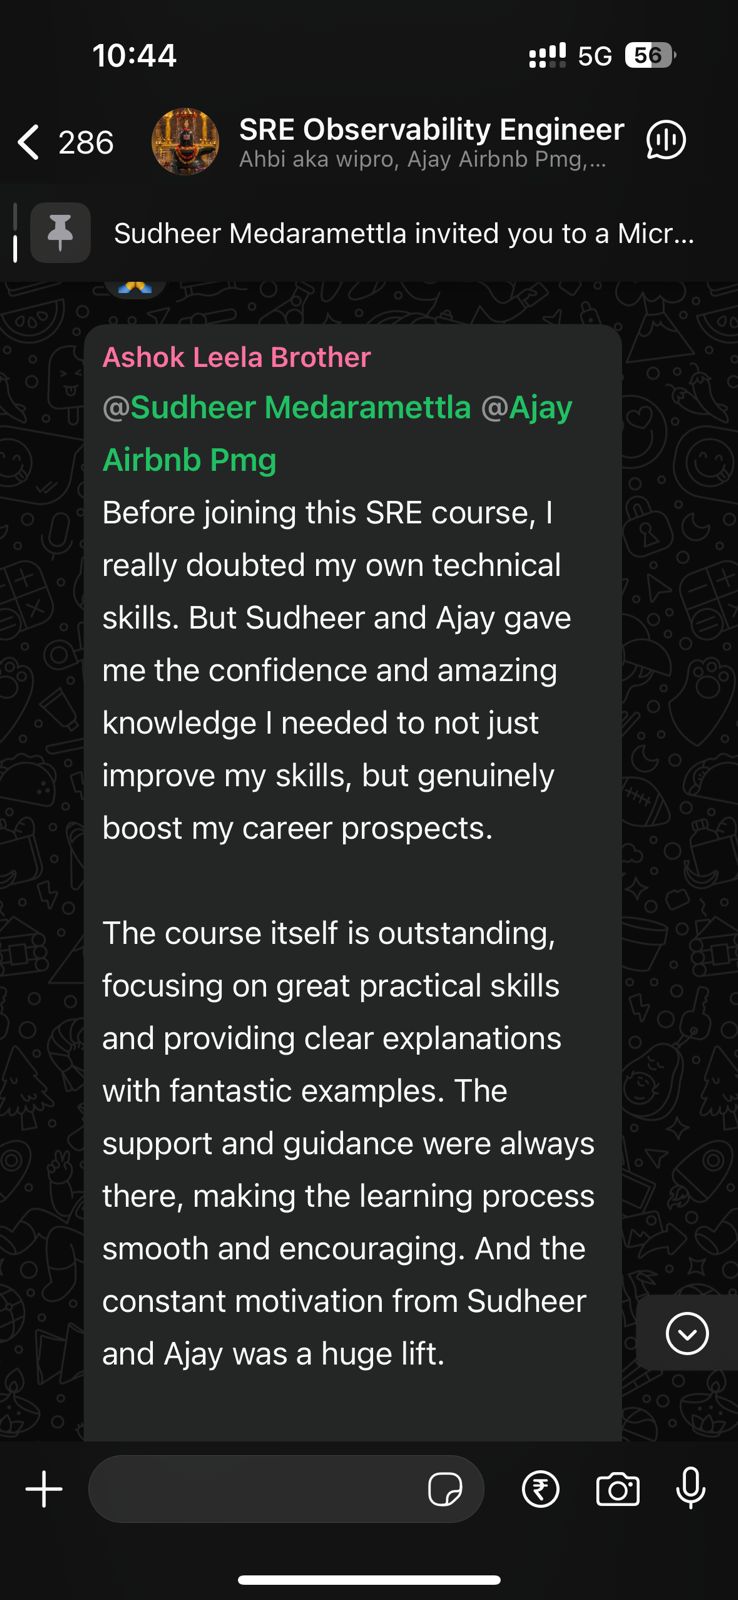 10:44
5G
56
286
SRE Observability Engineer
Ahbi aka wipro, Ajay Airbnb Pmg,...
Sudheer Medaramettla invited you to a Micr...
Ashok Leela Brother
@Sudheer Medaramettla @Ajay
Airbnb Pmg
Before joining this SRE course, I
really doubted my own technical
skills. But Sudheer and Ajay gave
me the confidence and amazing
knowledge I needed to not just
improve my skills, but genuinely
boost my career prospects.
The course itself is outstanding,
focusing on great practical skills
and providing clear explanations
with fantastic examples. The
support and guidance were always
there, making the learning process
smooth and encouraging. And the
constant motivation from Sudheer
and Ajay was a huge lift.
₹